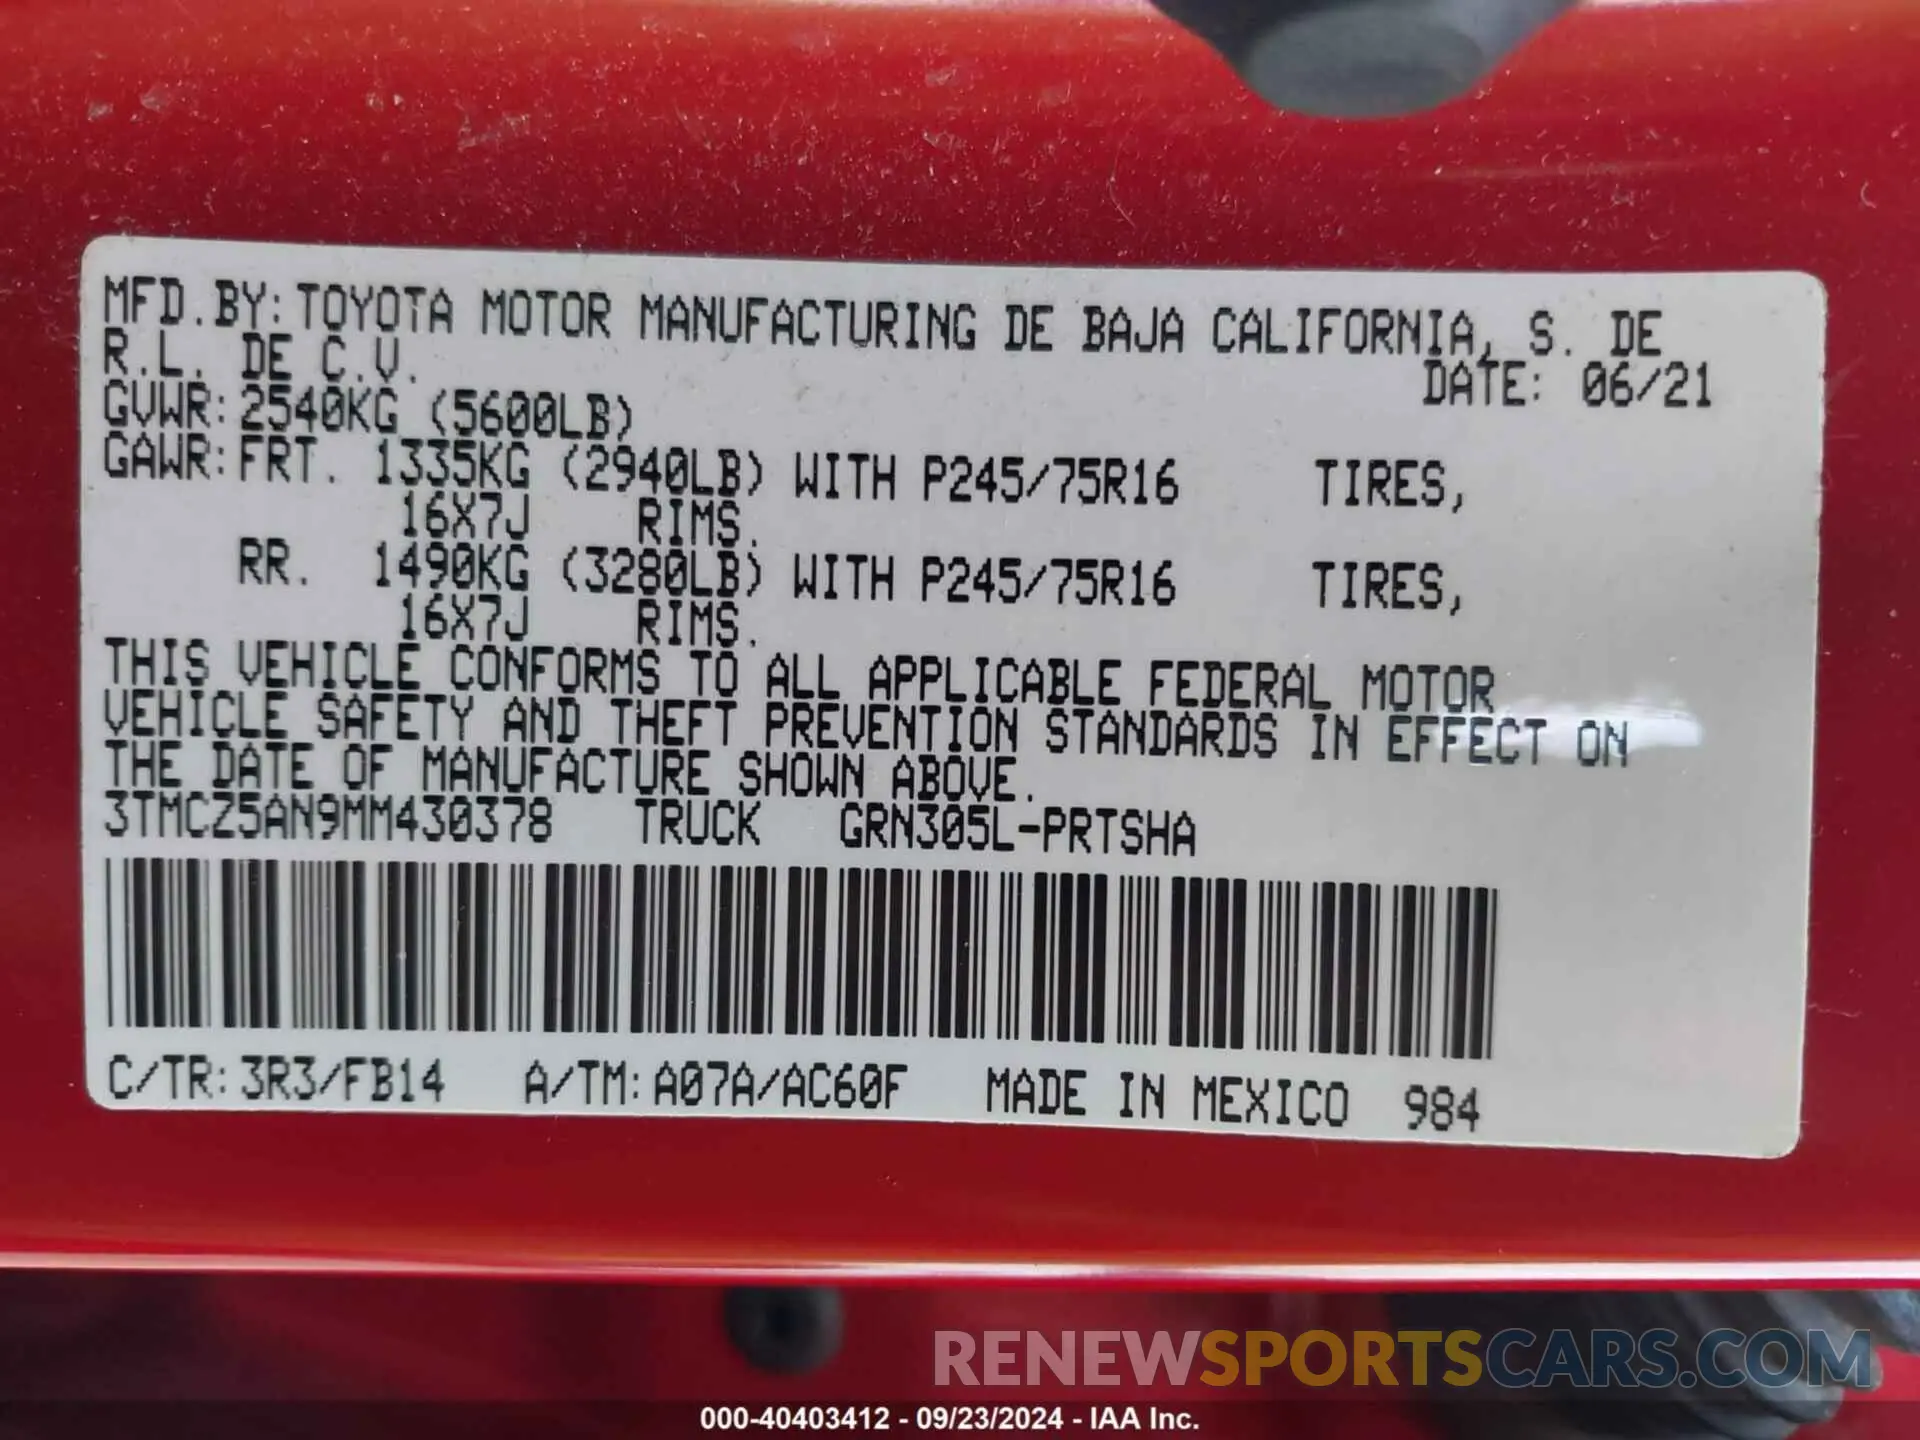 MFD.BY: TOYOTA MOTOR MANUFACTURING DE BAJA CALIFORNIA, S. DE
R.L. DE C.V. DATE: 06/21
GVWR: 2540KG (5600LB)
GAWR: FRT. 1335KG (2940LB) WITH P245/75R16 TIRES,
16X7J RIMS.
RR. 1490KG (3280LB) WITH P245/75R16 TIRES,
16X7J RIMS.
THIS VEHICLE CONFORMS TO ALL APPLICABLE FEDERAL MOTOR
VEHICLE SAFETY AND THEFT PREVENTION STANDARDS IN EFFECT ON
THE DATE OF MANUFACTURE SHOWN ABOVE.
3TMCZ5AN9MM430378 TRUCK GRN305L-PRTSHA
C/TR: 3R3/FB14 A/TM: A07A/AC60F MADE IN MEXICO 984
RENEWSPORTSCARS.COM
000-40403412 - 09/23/2024 - IAA Inc.